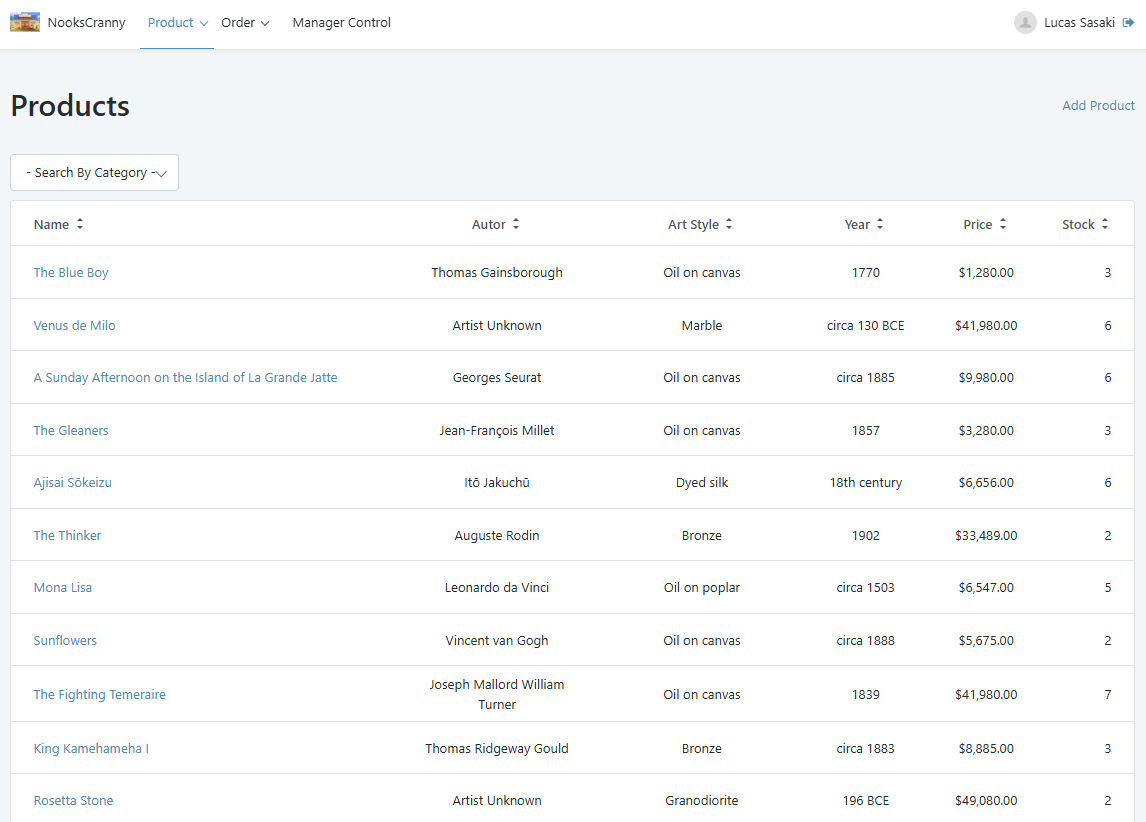 NooksCranny Product Order Manager Control Lucas Sasaki
Products Add Product
- Search By Category -
Name Autor Art Style Year Price Stock
The Blue Boy Thomas Gainsborough Oil on canvas 1770 $1,280.00 3
Venus de Milo Artist Unknown Marble circa 130 BCE $41,980.00 6
A Sunday Afternoon on the Island of La Grande Jatte Georges Seurat Oil on canvas circa 1885 $9,980.00 6
The Gleaners Jean-François Millet Oil on canvas 1857 $3,280.00 3
Ajisai Sōkeizu Itō Jakuchū Dyed silk 18th century $6,656.00 6
The Thinker Auguste Rodin Bronze 1902 $33,489.00 2
Mona Lisa Leonardo da Vinci Oil on poplar circa 1503 $6,547.00 5
Sunflowers Vincent van Gogh Oil on canvas circa 1888 $5,675.00 2
The Fighting Temeraire Joseph Mallord William Turner Oil on canvas 1839 $41,980.00 7
King Kamehameha I Thomas Ridgeway Gould Bronze circa 1883 $8,885.00 3
Rosetta Stone Artist Unknown Granodiorite 196 BCE $49,080.00 2